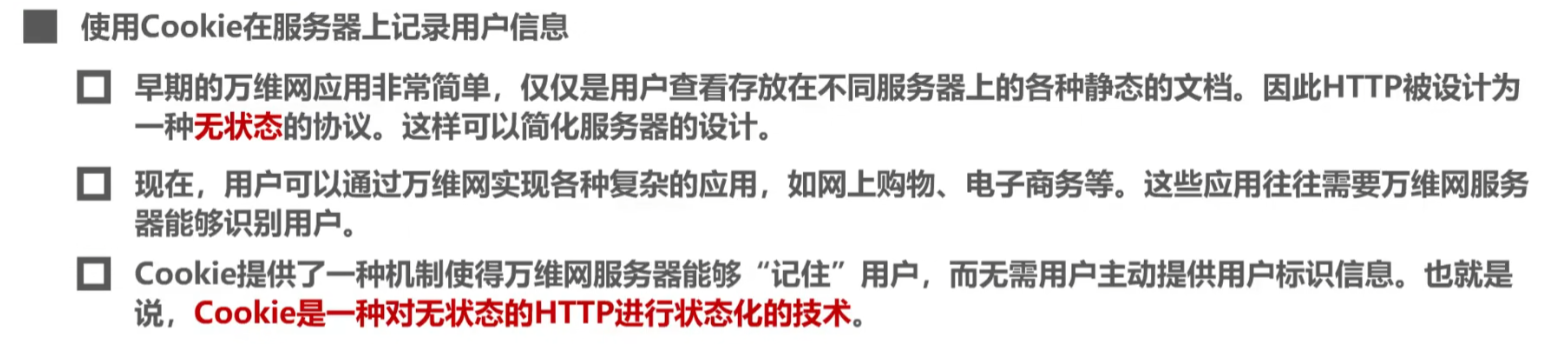 使用Cookie在服务器上记录用户信息
早期的万维网应用非常简单，仅仅是用户查看存放在不同服务器上的各种静态的文档。因此HTTP被设计为
一种无状态的协议。这样可以简化服务器的设计。
现在，用户可以通过万维网实现各种复杂的应用，如网上购物、电子商务等。这些应用往往需要万维网服务
器能够识别用户。
Cookie提供了一种机制使得万维网服务器能够“记住”用户，而无需用户主动提供用户标识信息。也就是
说，Cookie是一种对无状态的HTTP进行状态化的技术。